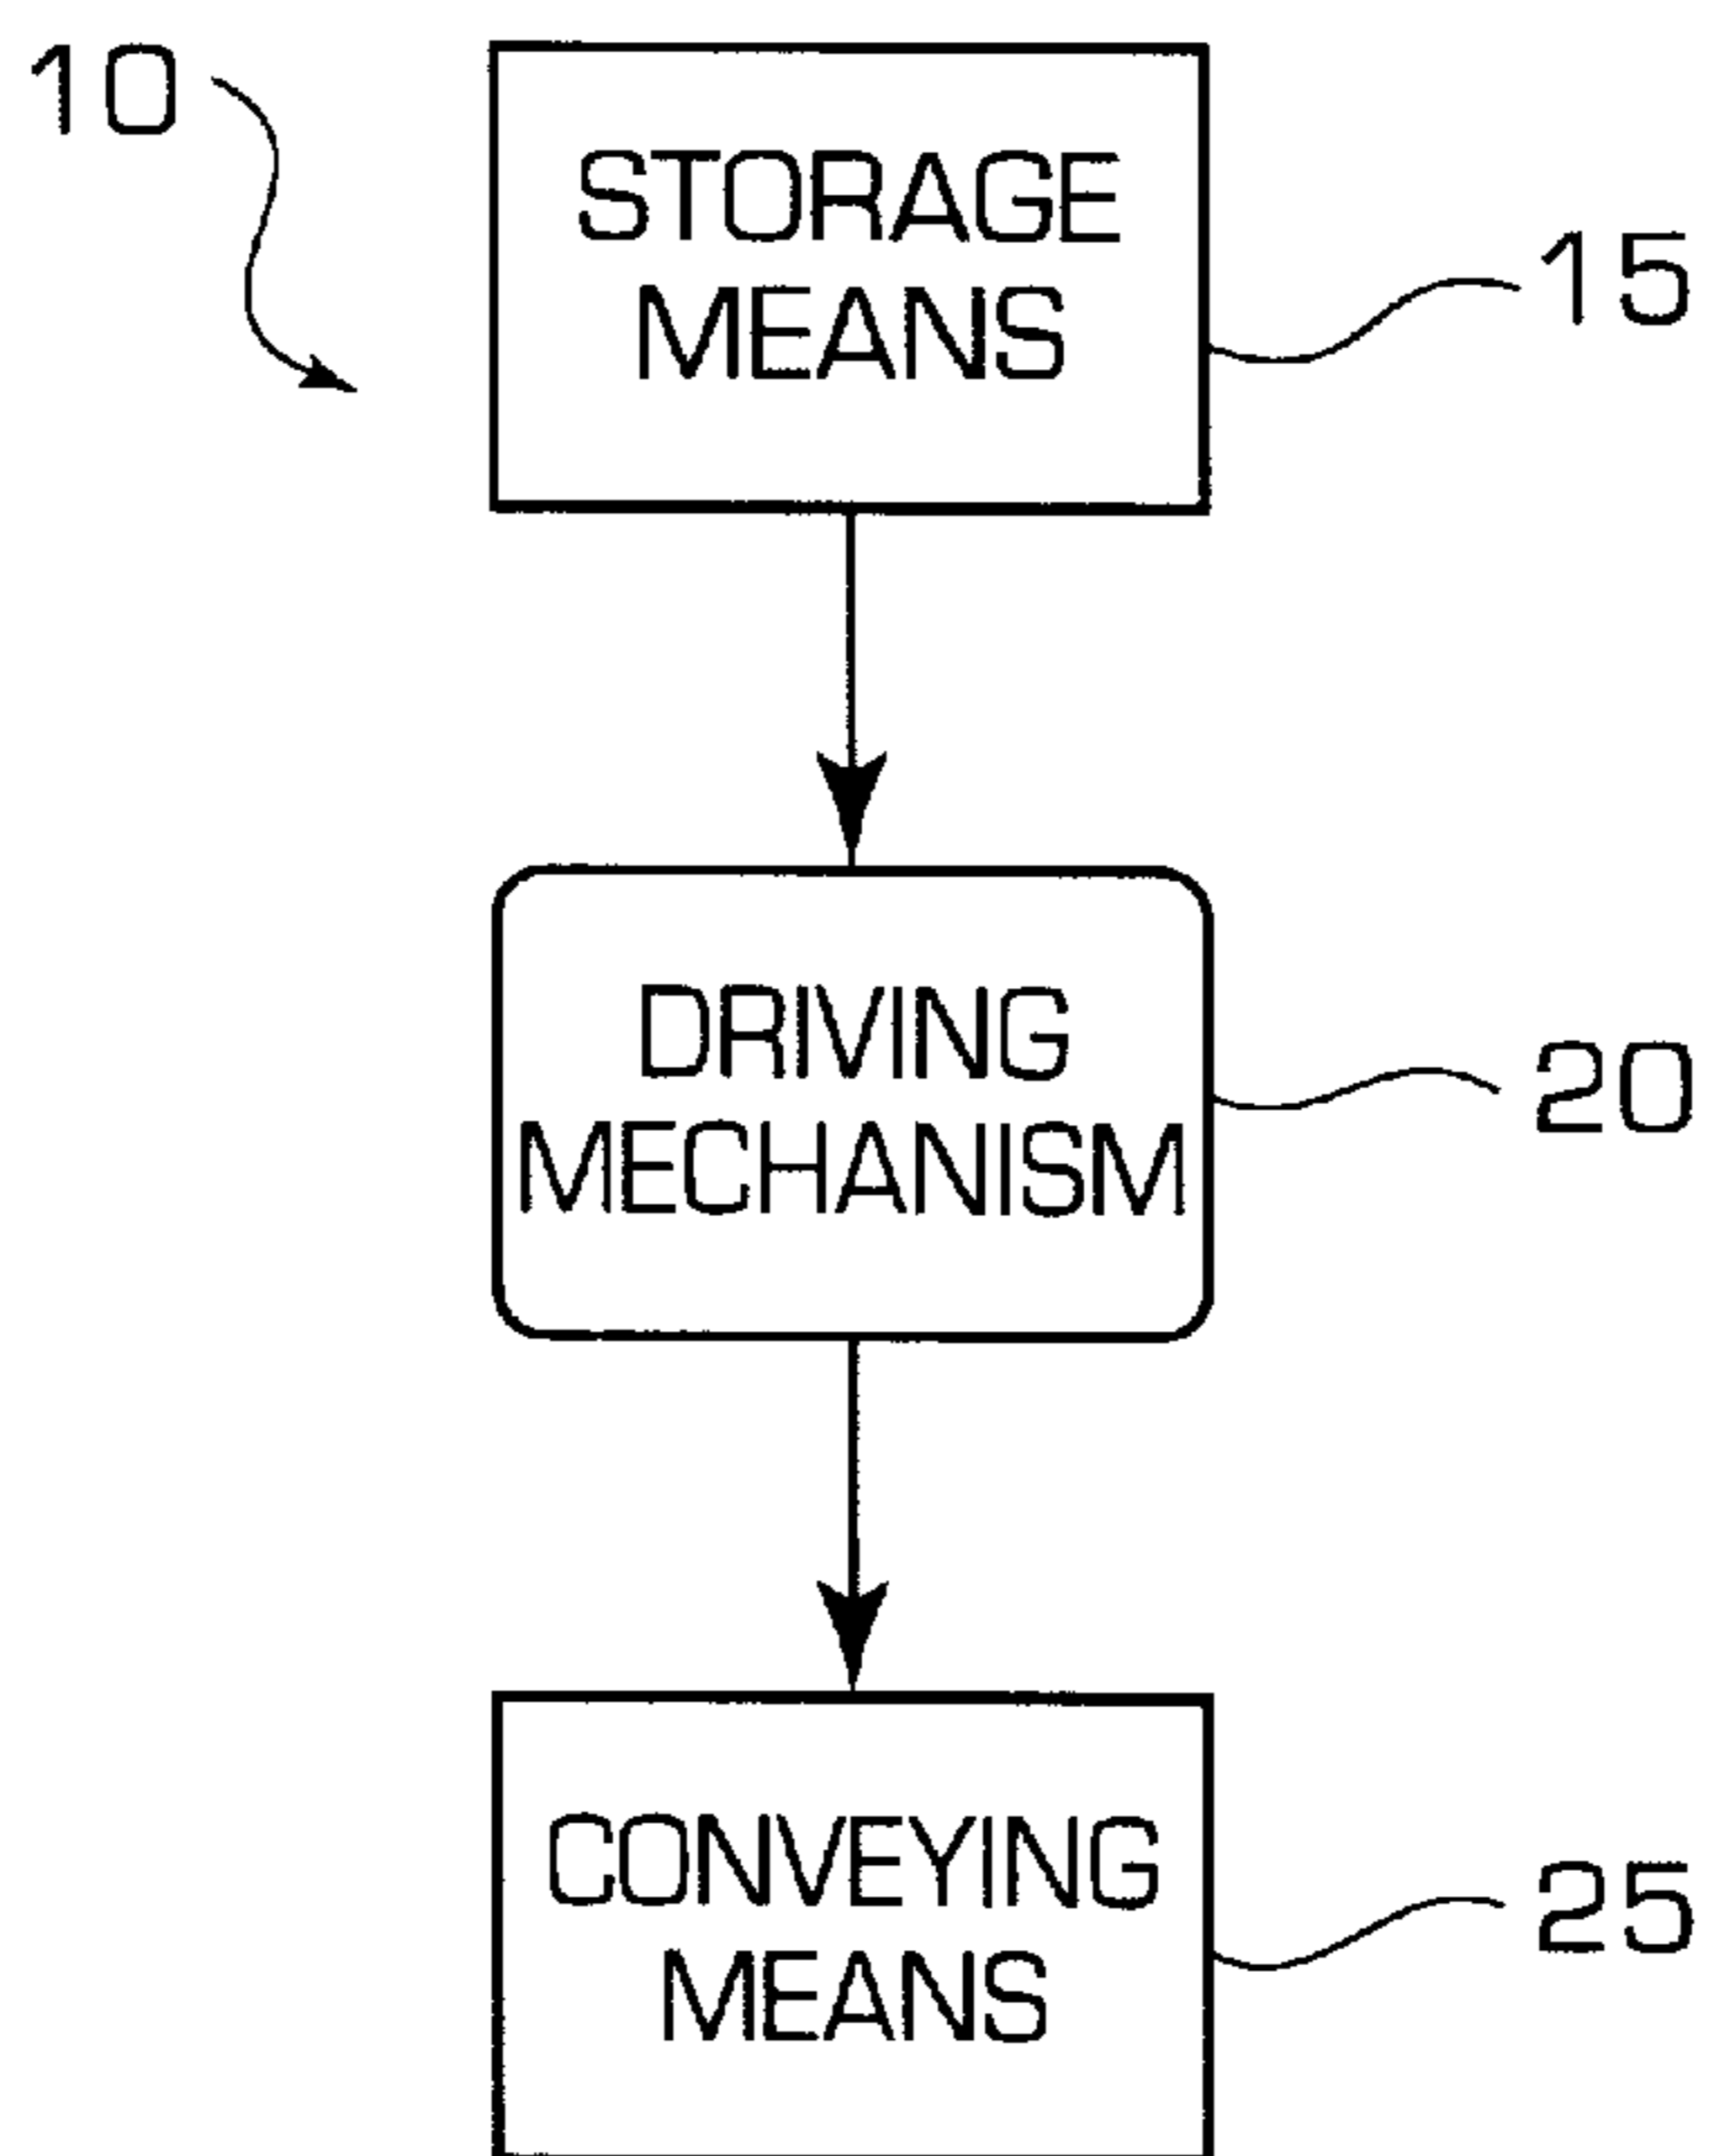 10
STORAGE
MEANS
15
DRIVING
MECHANISM
20
CONVEYING
MEANS
25